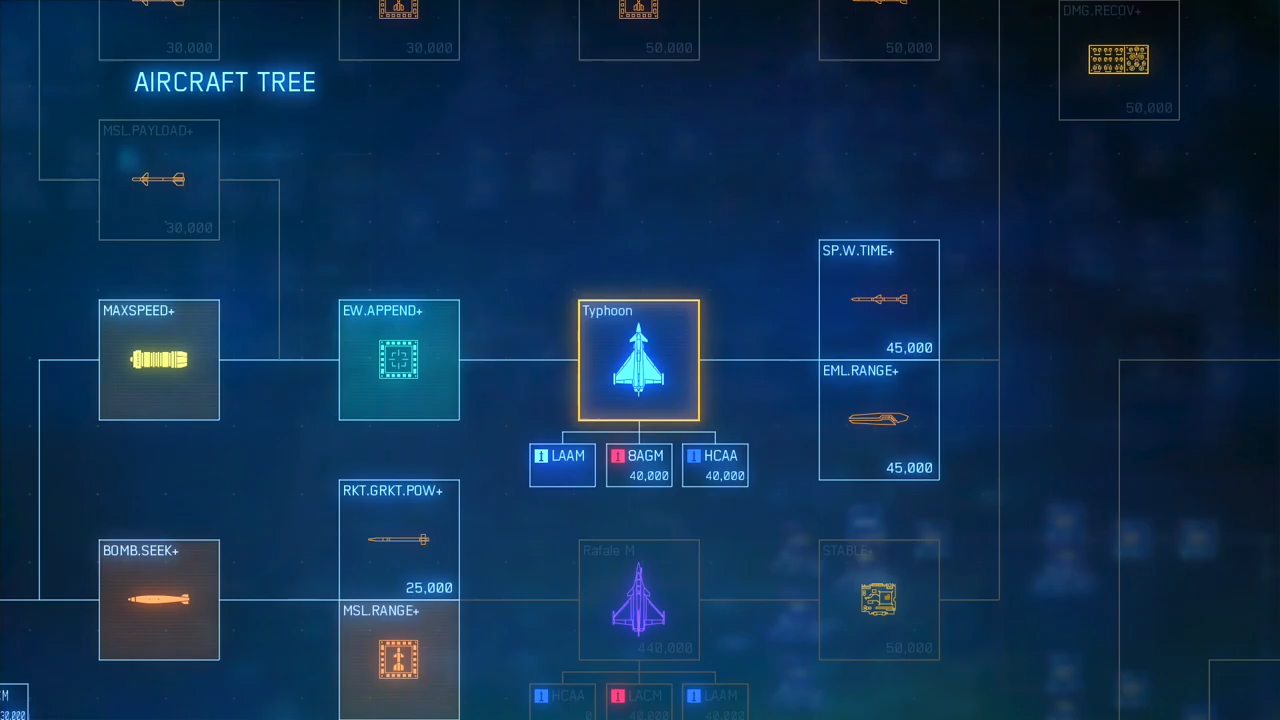 30,000
30,000
50,000
50,000
DMG.RECOV+
50,000
AIRCRAFT TREE
MSL.PAYLOAD+
30,000
SP.W.TIME+
45,000
MAXSPEED+
EW.APPEND+
Typhoon
EML.RANGE+
45,000
LAAM
8AGM
40,000
HCAA
40,000
RKT.GRKT.POW+
25,000
BOMB.SEEK+
Rafale M
440,000
STABLE+
50,000
MSL.RANGE+
HCAA
0
LACM
40,000
LAAM
40,000
30,000